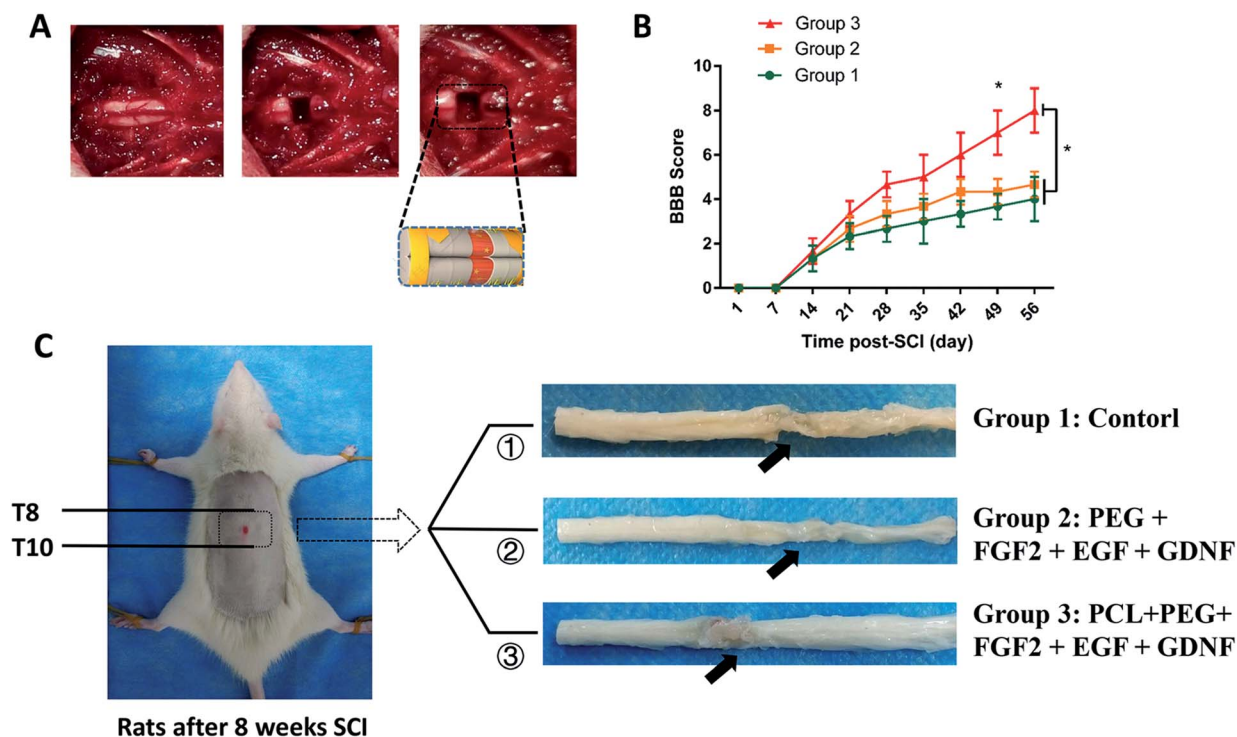 A
B
Group 3
Group 2
Group 1
10
8
6
4
2
0
BBB Score
*
*
1
7
14
21
28
35
42
49
56
Time post-SCI (day)
C
T8
T10
Rats after 8 weeks SCI
①
Group 1: Contorl
②
Group 2: PEG +
FGF2 + EGF + GDNF
③
Group 3: PCL+PEG+
FGF2 + EGF + GDNF